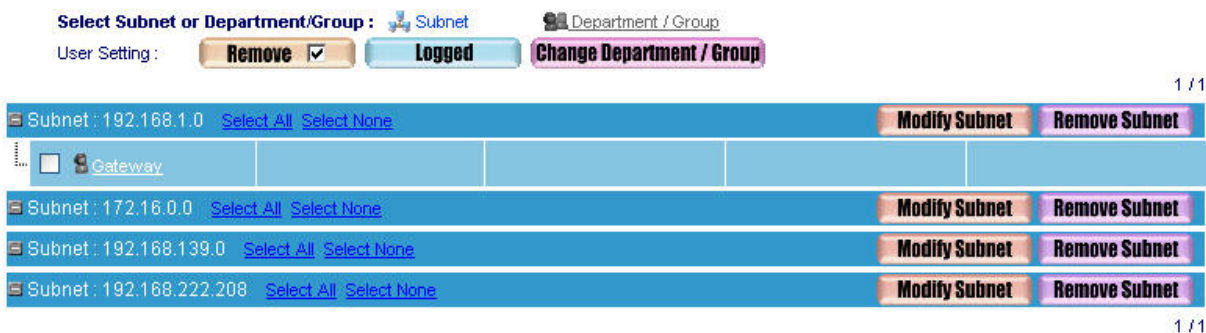 Select Subnet or Department/Group : Subnet Department / Group
User Setting : Remove Logged Change Department / Group
1 / 1
Subnet : 192.168.1.0 Select All Select None Modify Subnet Remove Subnet
Gateway
Subnet : 172.16.0.0 Select All Select None Modify Subnet Remove Subnet
Subnet : 192.168.139.0 Select All Select None Modify Subnet Remove Subnet
Subnet : 192.168.222.208 Select All Select None Modify Subnet Remove Subnet
1 / 1